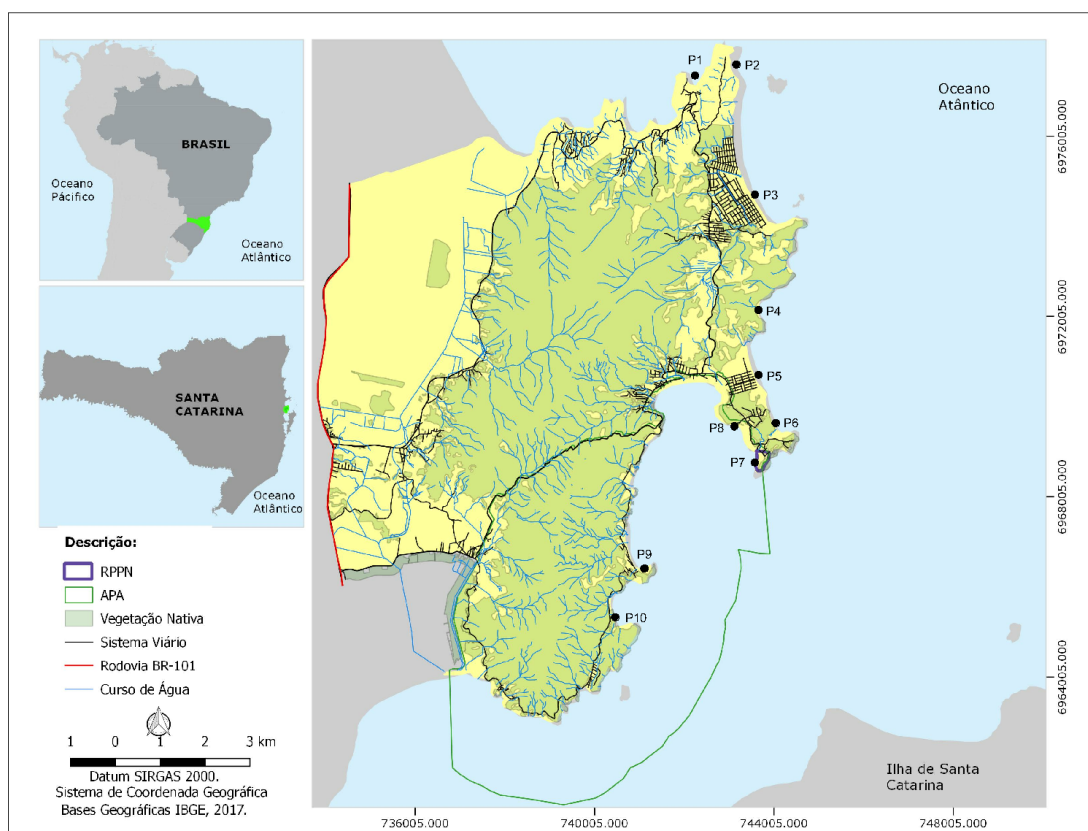 BRASIL
Oceano
Pácifico
Oceano
Atlântico
SANTA
CATARINA
Oceano
Atlântico
Descrição:
RPPN
APA
Vegetação Nativa
Sistema Viário
Rodovia BR-101
Curso de Água
1 0 1 2 3 km
Datum SIRGAS 2000.
Sistema de Coordenada Geográfica
Bases Geográficas IBGE, 2017.
P1
P2
Oceano
Atlântico
P3
P4
P5
P6
P8
P7
P9
P10
Ilha de Santa
Catarina
6976005.000
6972005.000
6968005.000
6964005.000
736005.000 740005.000 744005.000 748005.000